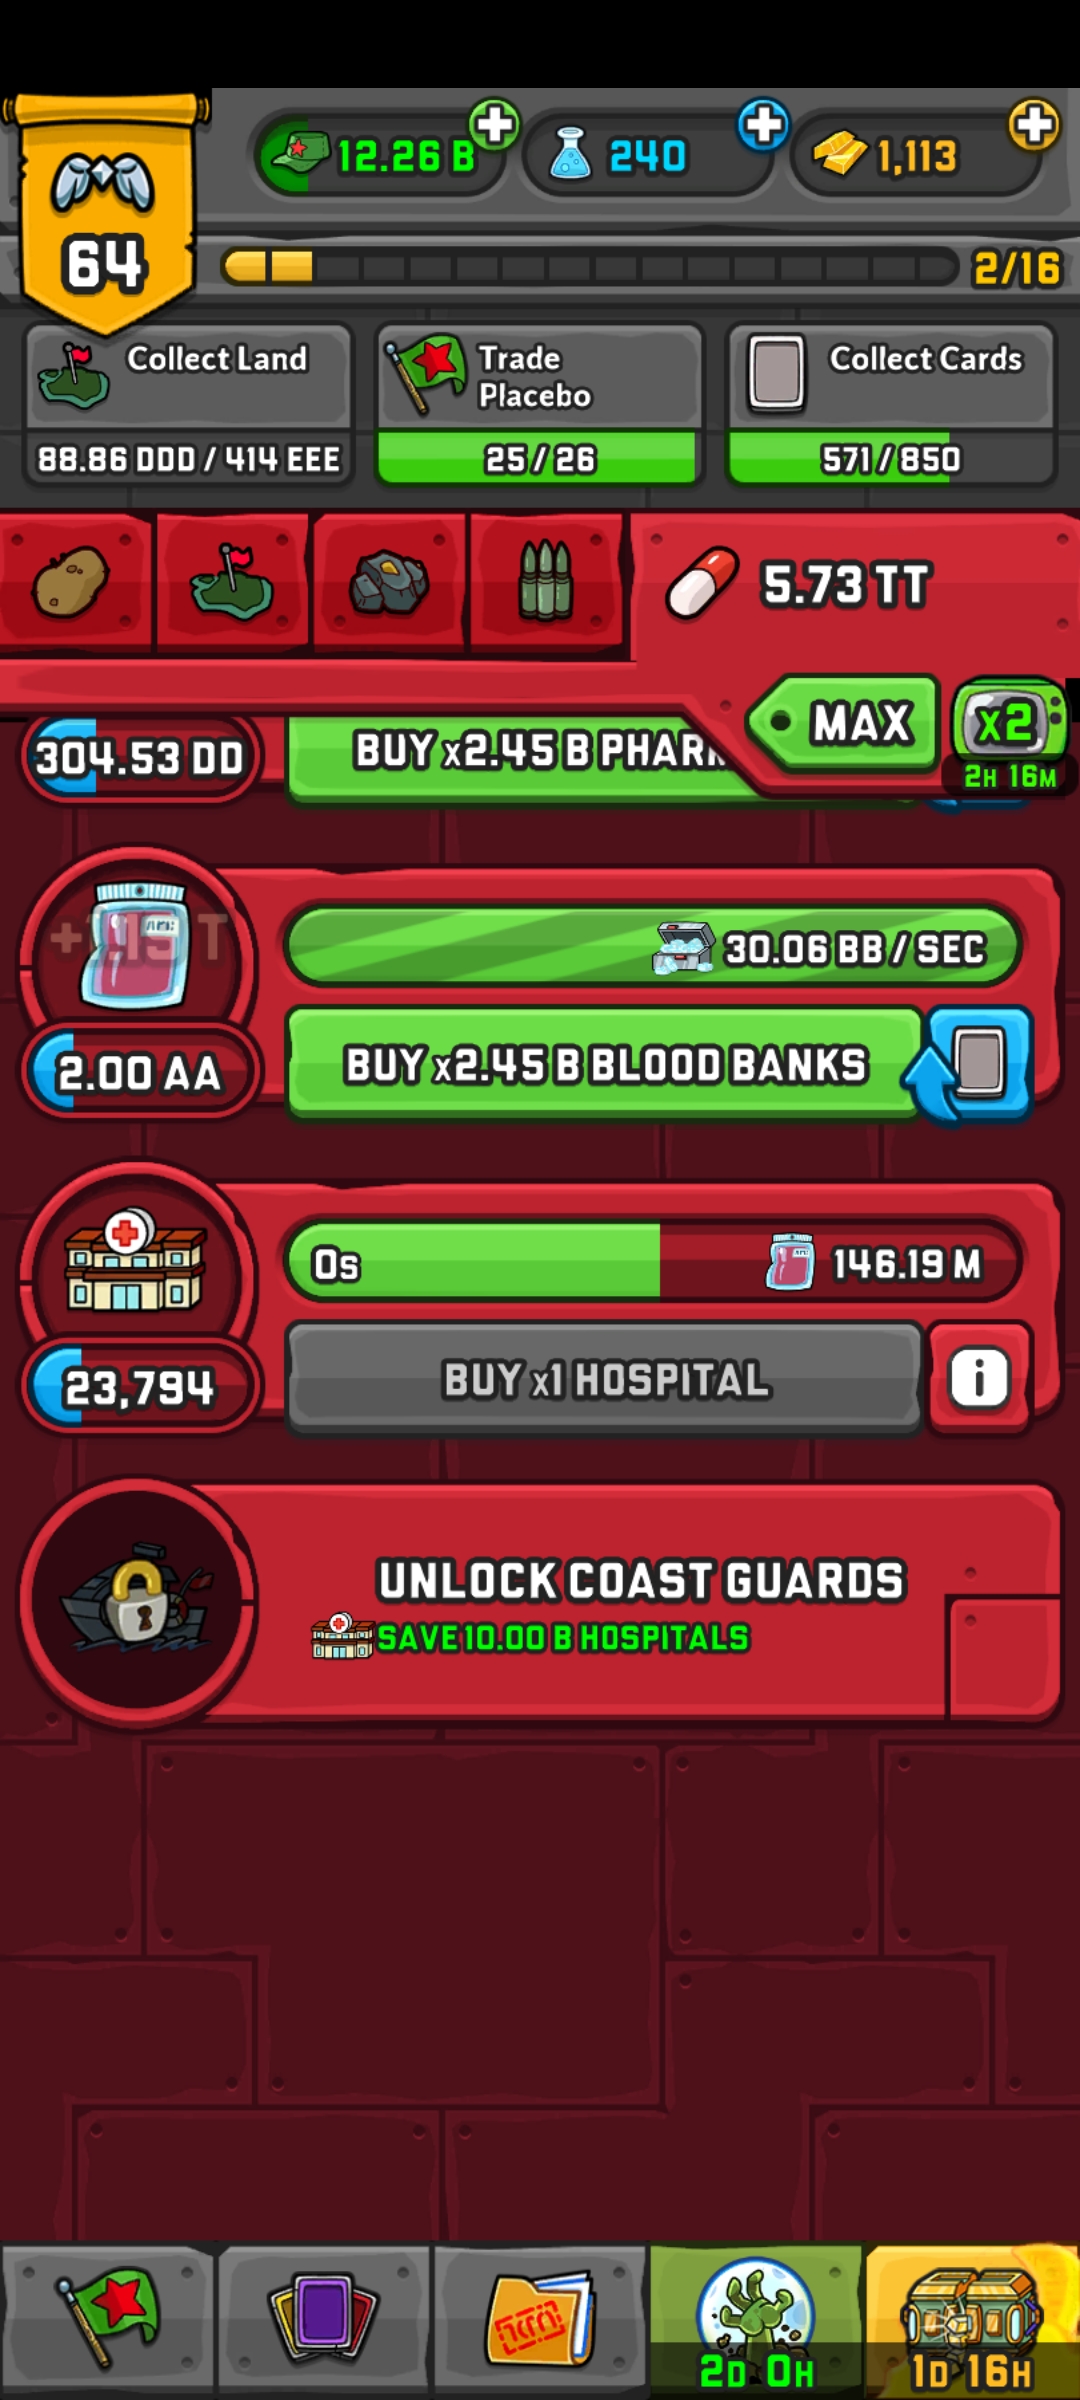 12.26 B
240
1,113
64
2/16
Collect Land
88.86 DDD / 414 EEE
Trade
Placebo
25 / 26
Collect Cards
571 / 850
5.73 TT
MAX
x2
2H 16M
304.53 DD
BUY x2.45 B
30.06 BB / SEC
2.00 AA
BUY x2.45 B BLOOD BANKS
0s
146.19 M
23,794
BUY x1 HOSPITAL
i
UNLOCK COAST GUARDS
SAVE 10.00 B HOSPITALS
2D 0H
1D 16H